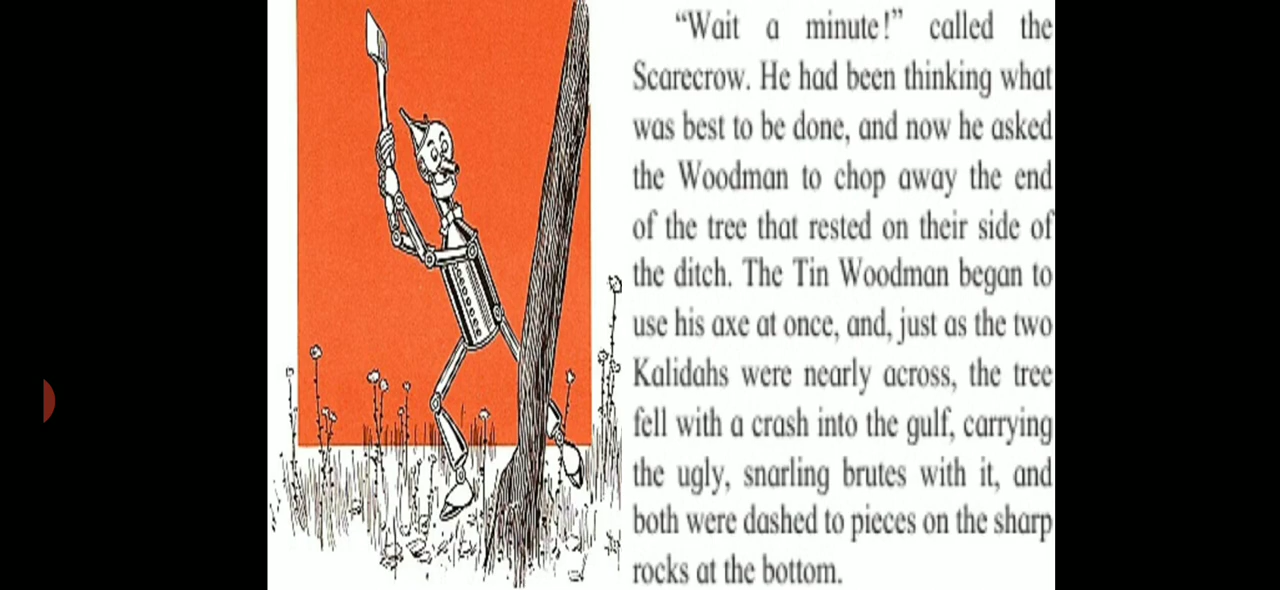 “Wait a minute!” called the
Scarecrow. He had been thinking what
was best to be done, and now he asked
the Woodman to chop away the end
of the tree that rested on their side of
the ditch. The Tin Woodman began to
use his axe at once, and, just as the two
Kalidahs were nearly across, the tree
fell with a crash into the gulf, carrying
the ugly, snarling brutes with it, and
both were dashed to pieces on the sharp
rocks at the bottom.